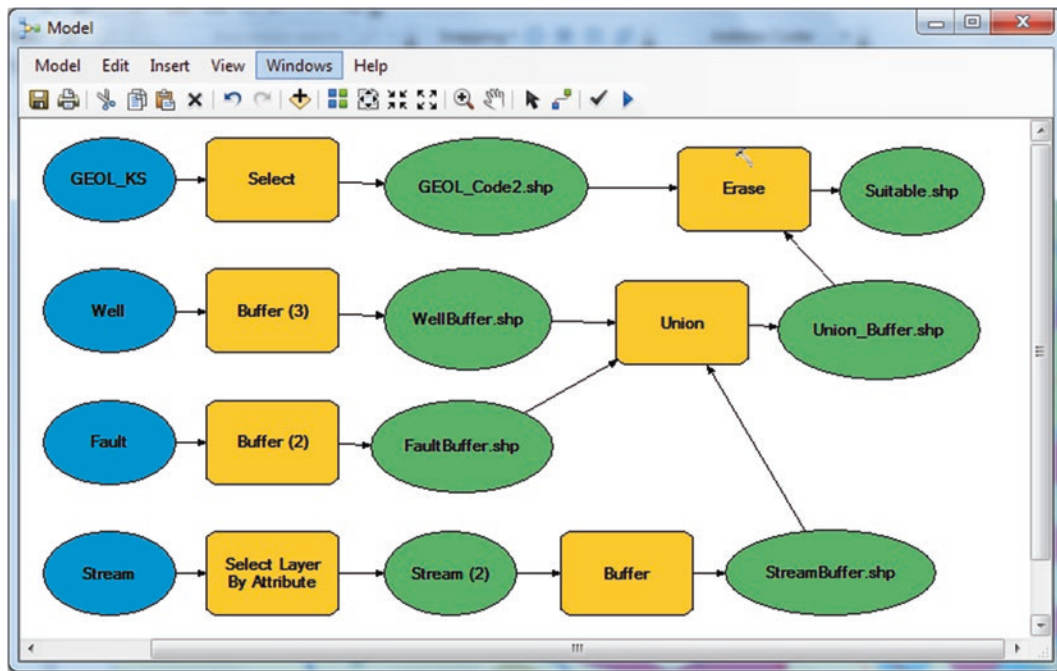 Model
Model Edit Insert View Windows Help
GEOL_KS
Select
GEOL_Code2.shp
Erase
Suitable.shp
Well
Buffer (3)
WellBuffer.shp
Union
Union_Buffer.shp
Fault
Buffer (2)
FaultBuffer.shp
Stream
Select Layer
By Attribute
Stream (2)
Buffer
StreamBuffer.shp